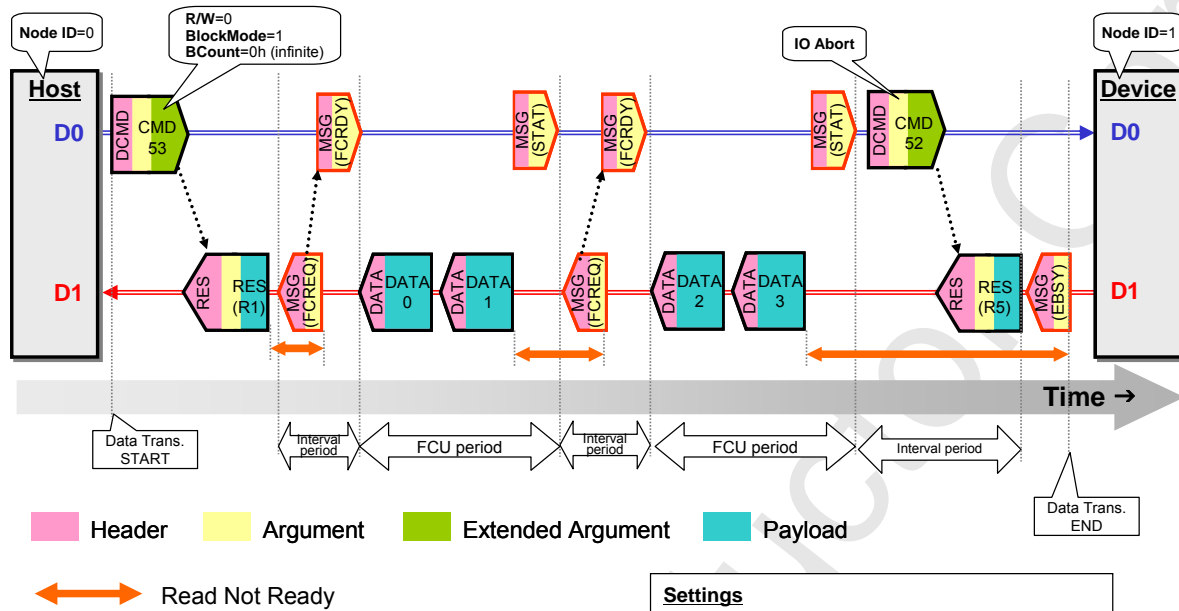 R/W=0
BlockMode=1
BCount=0h (infinite)
Node ID=0
IO Abort
Node ID=1
Host
Device
D0
DCMD
CMD
53
MSG
(FCRDY)
MSG
(STAT)
MSG
(FCRDY)
MSG
(STAT)
DCMD
CMD
52
D0
D1
RES
RES
(R1)
MSG
(FCREQ)
DATA
DATA
0
DATA
DATA
1
MSG
(FCREQ)
DATA
DATA
2
DATA
DATA
3
RES
RES
(R5)
MSG
(EBSY)
D1
Time →
Data Trans.
START
Interval
period
FCU period
Interval
period
FCU period
Interval period
Data Trans.
END
Header
Argument
Extended Argument
Payload
Read Not Ready
Settings